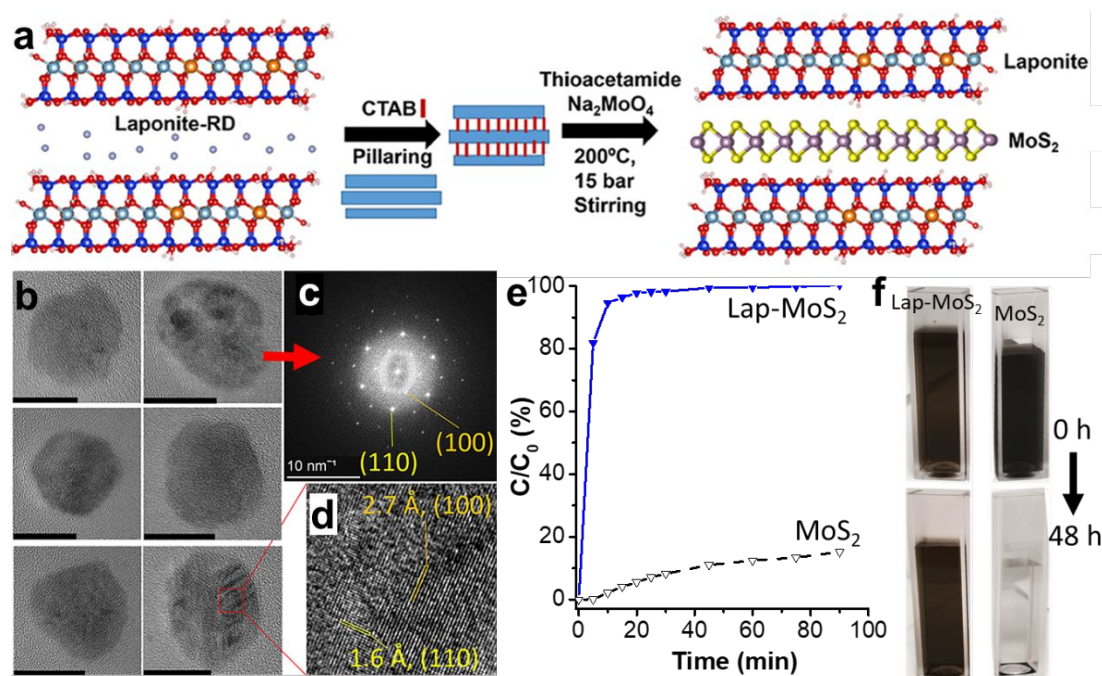 a
Laponite-RD
CTAB
Pillaring
Thioacetamide
Na₂MoO₄
200ºC,
15 bar
Stirring
Laponite
MoS₂
b
c
(100)
(110)
10 nm⁻¹
d
2.7 Å, (100)
1.6 Å, (110)
e
C/C₀ (%)
100
80
60
40
20
0
Lap-MoS₂
MoS₂
0 20 40 60 80 100
Time (min)
f
Lap-MoS₂
MoS₂
0 h
48 h